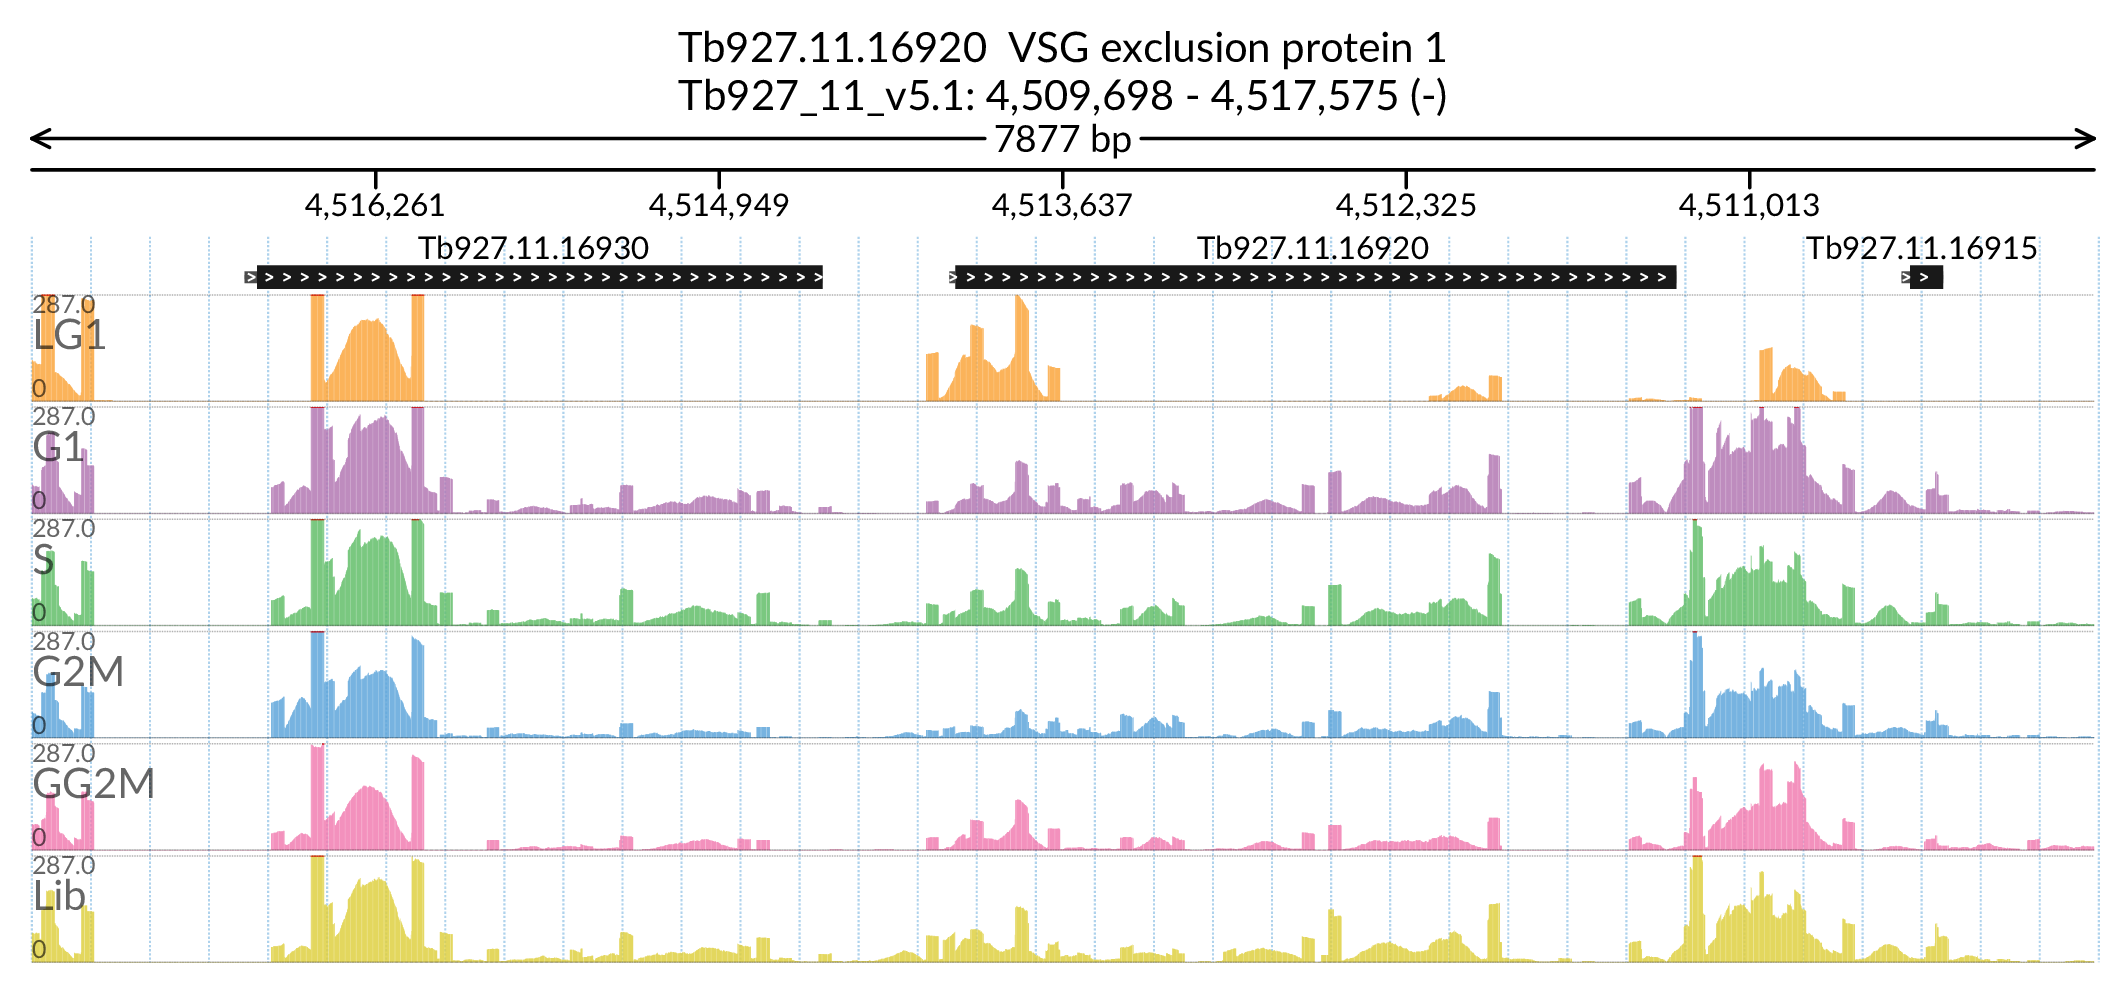 Tb927.11.16920  VSG exclusion protein 1
Tb927_11_v5.1: 4,509,698 - 4,517,575 (-)
7877 bp
4,516,261 4,514,949 4,513,637 4,512,325 4,511,013
Tb927.11.16930 Tb927.11.16920 Tb927.11.16915
287.0
LG1
0
287.0
G1
0
287.0
S
0
287.0
G2M
0
287.0
GG2M
0
287.0
Lib
0